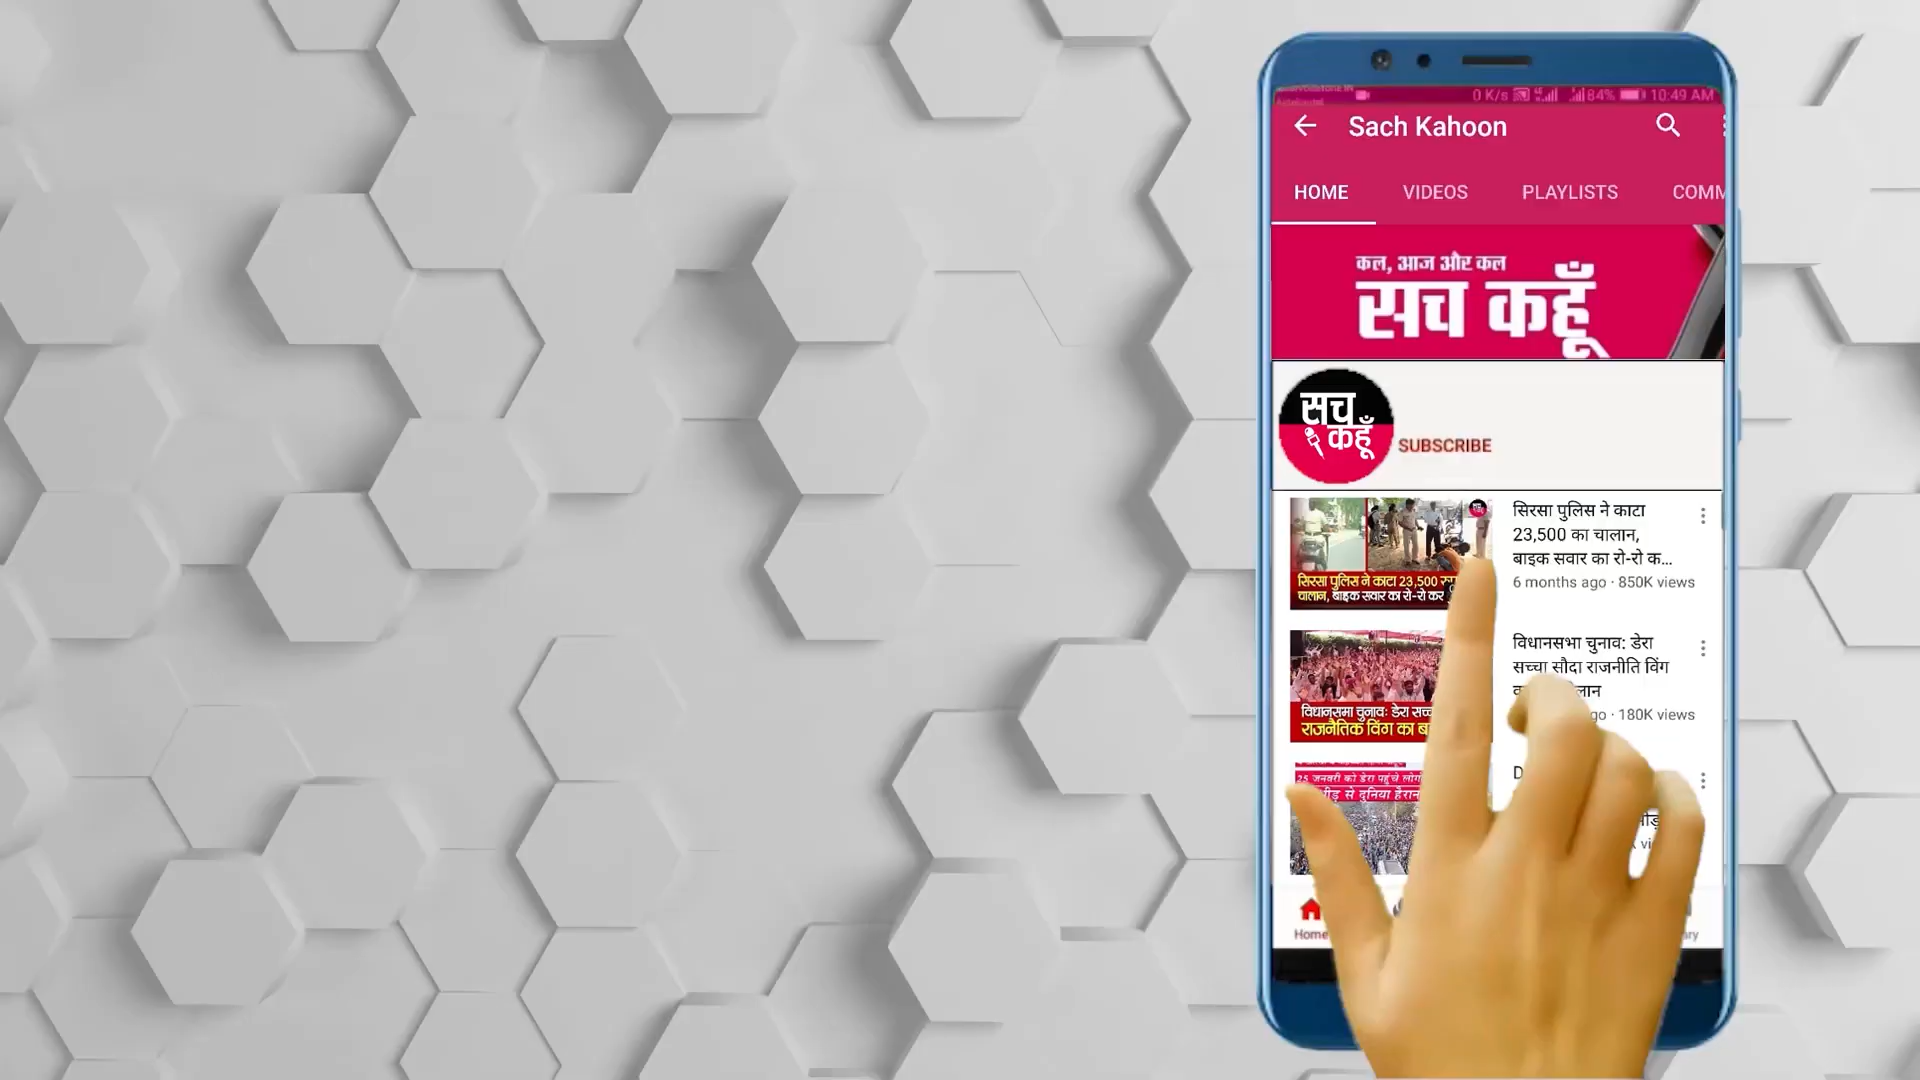 0 K/s 84% 10:49 AM
Sach Kahoon
HOME VIDEOS PLAYLISTS COMM
कल, आज और कल
सच कहूँ
सच
कहूँ
SUBSCRIBE
सिरसा पुलिस ने काटा 23,500
चालान, बाइक सवार का रो-रो कर
सिरसा पुलिस ने काटा
23,500 का चालान,
बाइक सवार का रो-रो क...
6 months ago · 850K views
विधानसभा चुनाव: डेरा
राजनैतिक विंग का
विधानसभा चुनाव: डेरा
सच्चा सौदा राजनीति विंग
180K views
25 जनवरी को डेरा पहुंचे
से दुनिया हैरान
Home